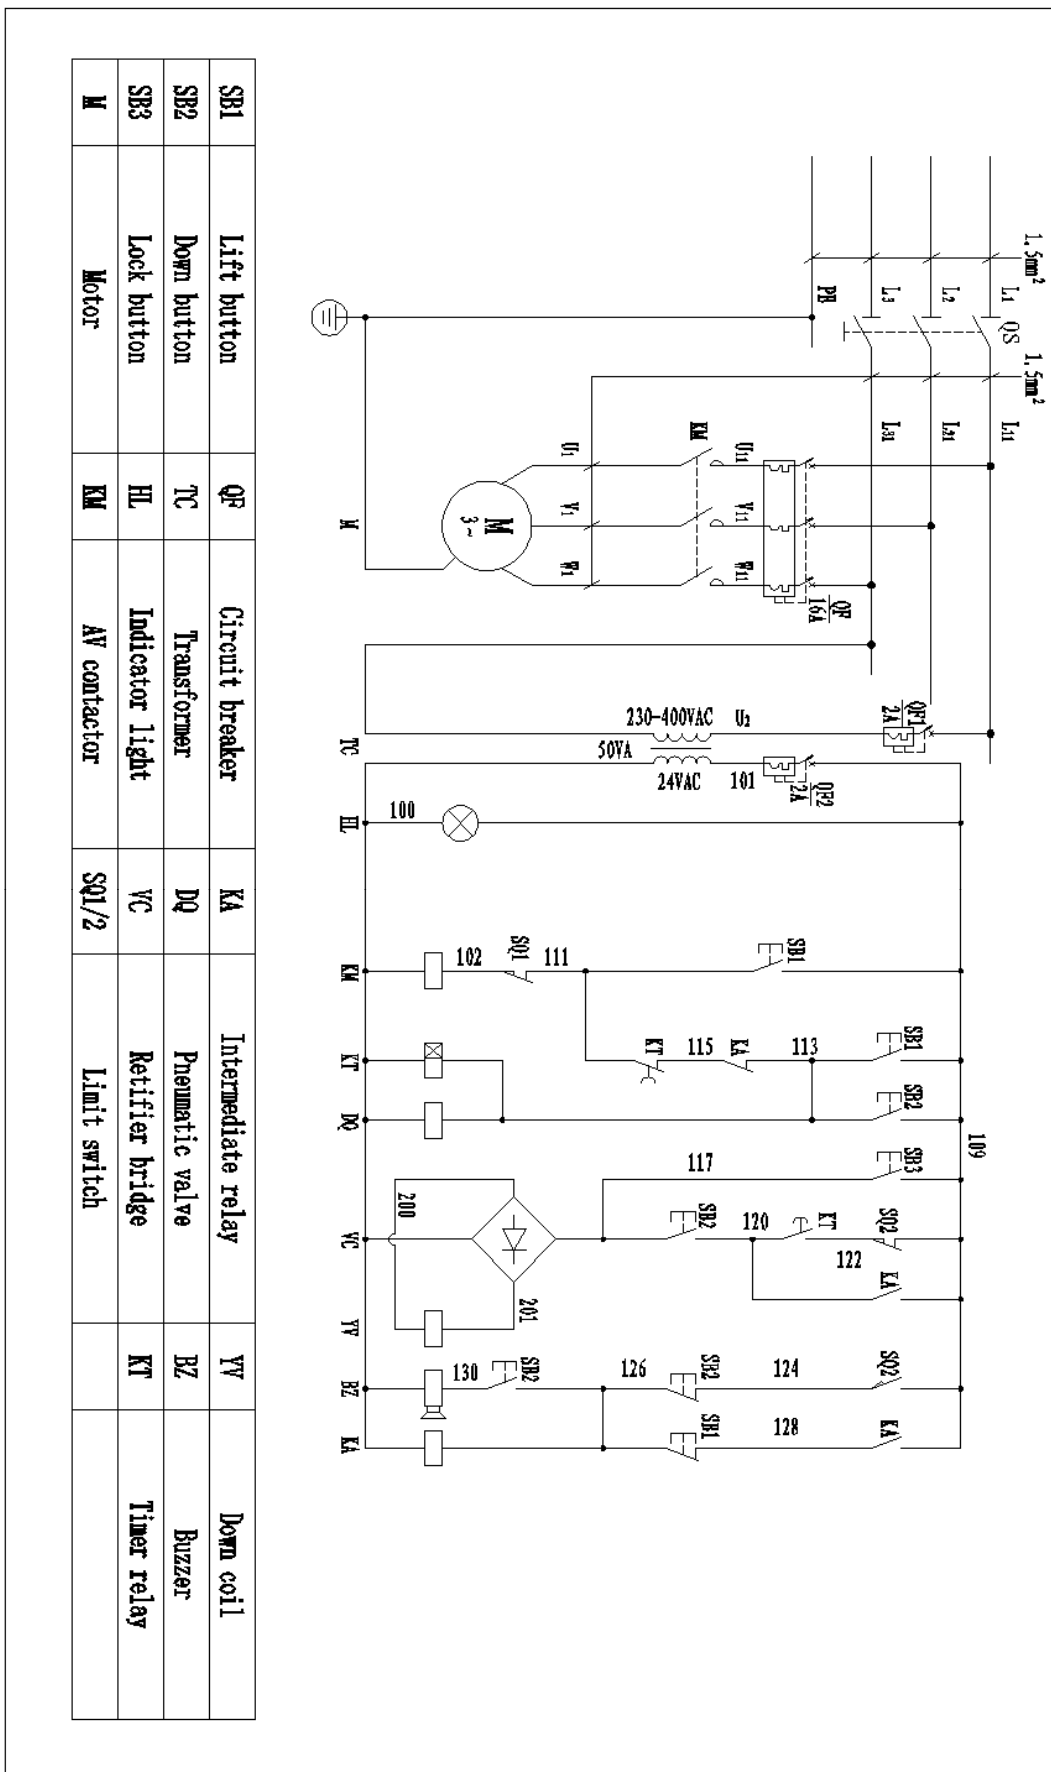 1.5mm² 1.5mm²
L1 QS L11
L2 L21
L3 L31
PE
109
QF1
2A
SB1 SB2 SB3 SQ2 KT KA SQ2 KA
122
QF
16A
QF2
2A
SB1
113
120
124
128
U11 V11 W11
U2
101
KM
KA
115
117
SB2
SB2
SB1
230-400VAC
24VAC
50VA
KT
126
U1 V1 W1
111
SQ1
SB2
201
M
3~
102
130
100
200
M TC HL KM KT DQ VC YV BZ KA
SB1 Lift button QF Circuit breaker KA Intermediate relay YV Down coil
SB2 Down button TC Transformer DQ Pneumatic valve BZ Buzzer
SB3 Lock button HL Indicator light VC Retifier bridge KT Timer relay
M Motor KM AV contactor SQ1/2 Limit switch